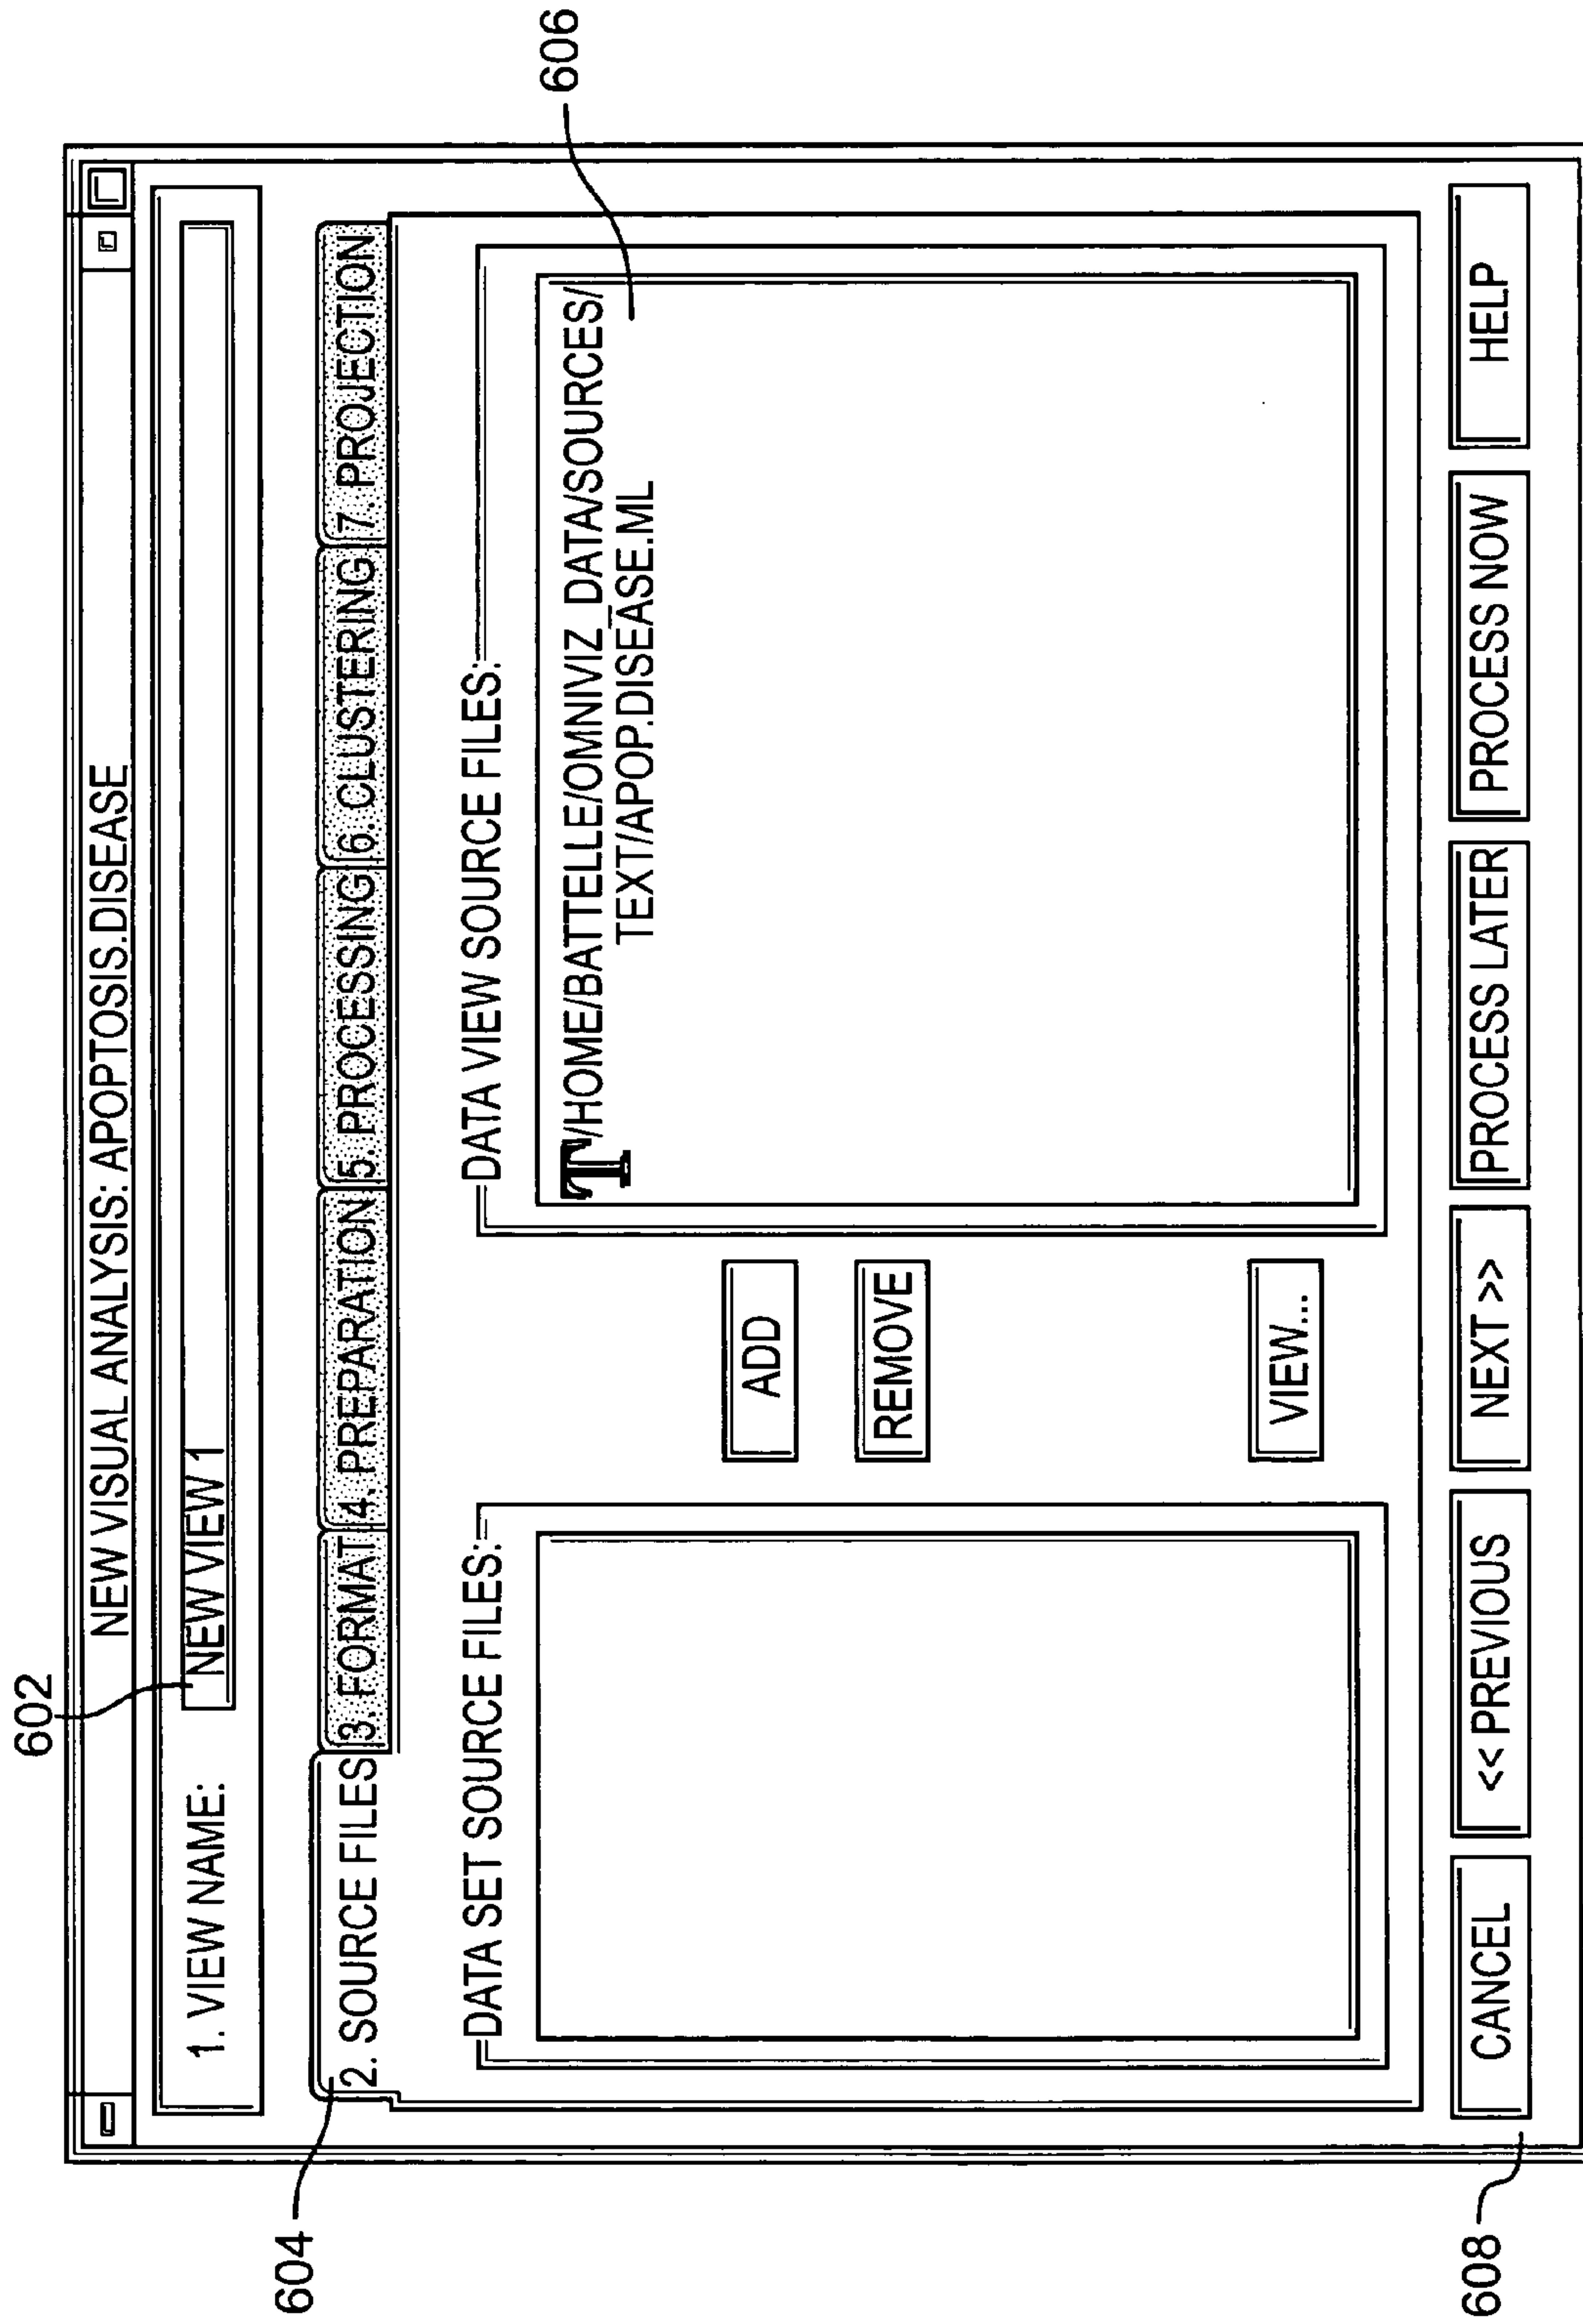 602
NEW VISUAL ANALYSIS: APOPTOSIS.DISEASE
1. VIEW NAME:
NEW VIEW 1
604
2. SOURCE FILES
3. FORMAT
4. PREPARATION
5. PROCESSING
6. CLUSTERING
7. PROJECTION
606
DATA SET SOURCE FILES:
ADD
REMOVE
VIEW...
DATA VIEW SOURCE FILES:
T/HOME/BATTELLE/OMNIVIZ_DATA/SOURCES/
TEXT/APOP.DISEASE.ML
608
CANCEL
<< PREVIOUS
NEXT >>
PROCESS LATER
PROCESS NOW
HELP